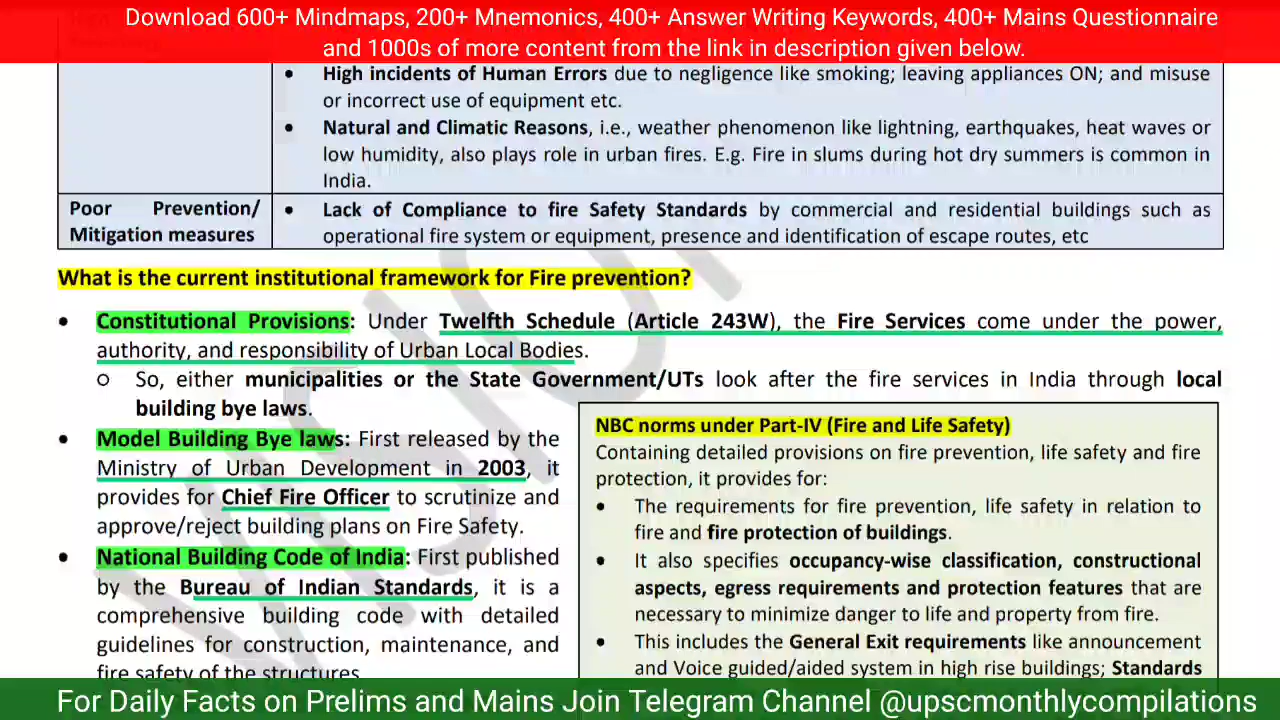 Download 600+ Mindmaps, 200+ Mnemonics, 400+ Answer Writing Keywords, 400+ Mains Questionnaire
and 1000s of more content from the link in description given below.
• High incidents of Human Errors due to negligence like smoking; leaving appliances ON; and misuse
or incorrect use of equipment etc.
• Natural and Climatic Reasons, i.e., weather phenomenon like lightning, earthquakes, heat waves or
low humidity, also plays role in urban fires. E.g. Fire in slums during hot dry summers is common in
India.
Poor Prevention/
Mitigation measures
• Lack of Compliance to fire Safety Standards by commercial and residential buildings such as
operational fire system or equipment, presence and identification of escape routes, etc
What is the current institutional framework for Fire prevention?
• Constitutional Provisions: Under Twelfth Schedule (Article 243W), the Fire Services come under the power,
authority, and responsibility of Urban Local Bodies.
o So, either municipalities or the State Government/UTs look after the fire services in India through local
building bye laws.
• Model Building Bye laws: First released by the
Ministry of Urban Development in 2003, it
provides for Chief Fire Officer to scrutinize and
approve/reject building plans on Fire Safety.
• National Building Code of India: First published
by the Bureau of Indian Standards, it is a
comprehensive building code with detailed
guidelines for construction, maintenance, and
fire safety of the structures.
NBC norms under Part-IV (Fire and Life Safety)
Containing detailed provisions on fire prevention, life safety and fire
protection, it provides for:
• The requirements for fire prevention, life safety in relation to
fire and fire protection of buildings.
• It also specifies occupancy-wise classification, constructional
aspects, egress requirements and protection features that are
necessary to minimize danger to life and property from fire.
• This includes the General Exit requirements like announcement
and Voice guided/aided system in high rise buildings; Standards
For Daily Facts on Prelims and Mains Join Telegram Channel @upscmonthlycompilations